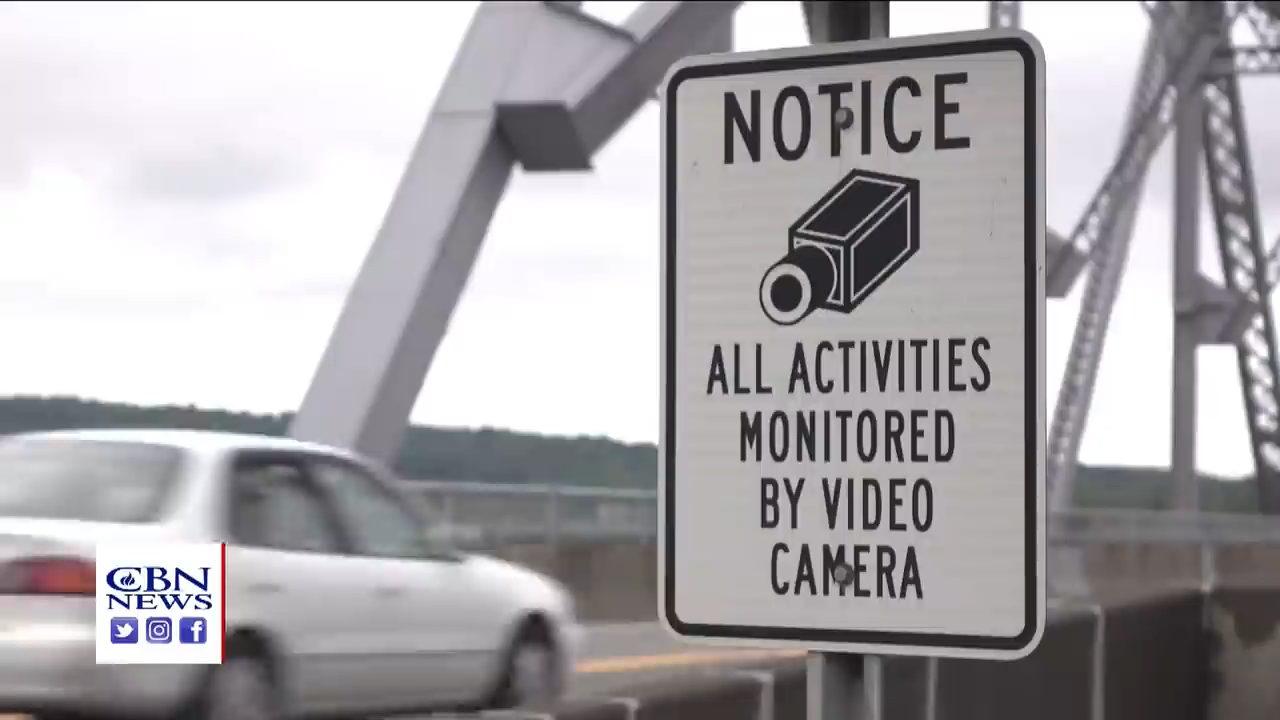 NOTICE
ALL ACTIVITIES
MONITORED
BY VIDEO
CAMERA
CBN
NEWS